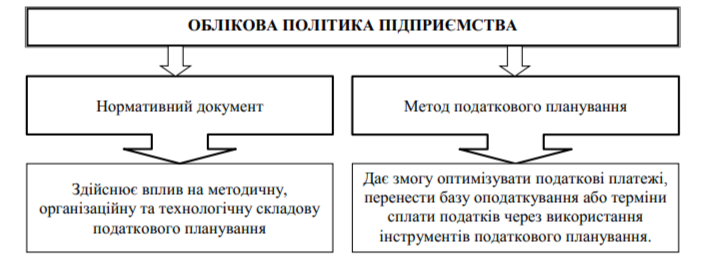 ОБЛІКОВА ПОЛІТИКА ПІДПРИЄМСТВА
Нормативний документ
Метод податкового планування
Здійснює вплив на методичну,
організаційну та технологічну складову
податкового планування
Дає змогу оптимізувати податкові платежі,
перенести базу оподаткування або терміни
сплати податків через використання
інструментів податкового планування.